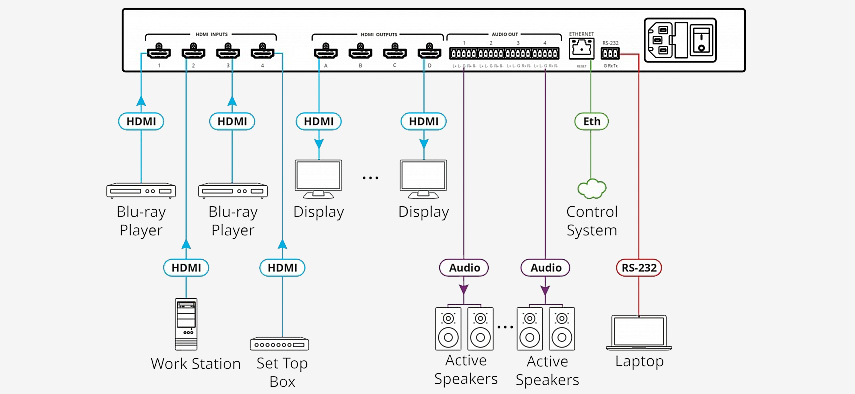 HDMI INPUTS
HDMI OUTPUTS
AUDIO OUT
ETHERNET
RS-232
1 2 3 4
A B C D
1 2 3 4
RESET
G Rx Tx
HDMI
HDMI
HDMI
HDMI
Eth
Blu-ray
Player
Blu-ray
Player
Display
...
Display
Control
System
HDMI
HDMI
Audio
Audio
RS-232
Work Station
Set Top
Box
Active
Speakers
...
Active
Speakers
Laptop